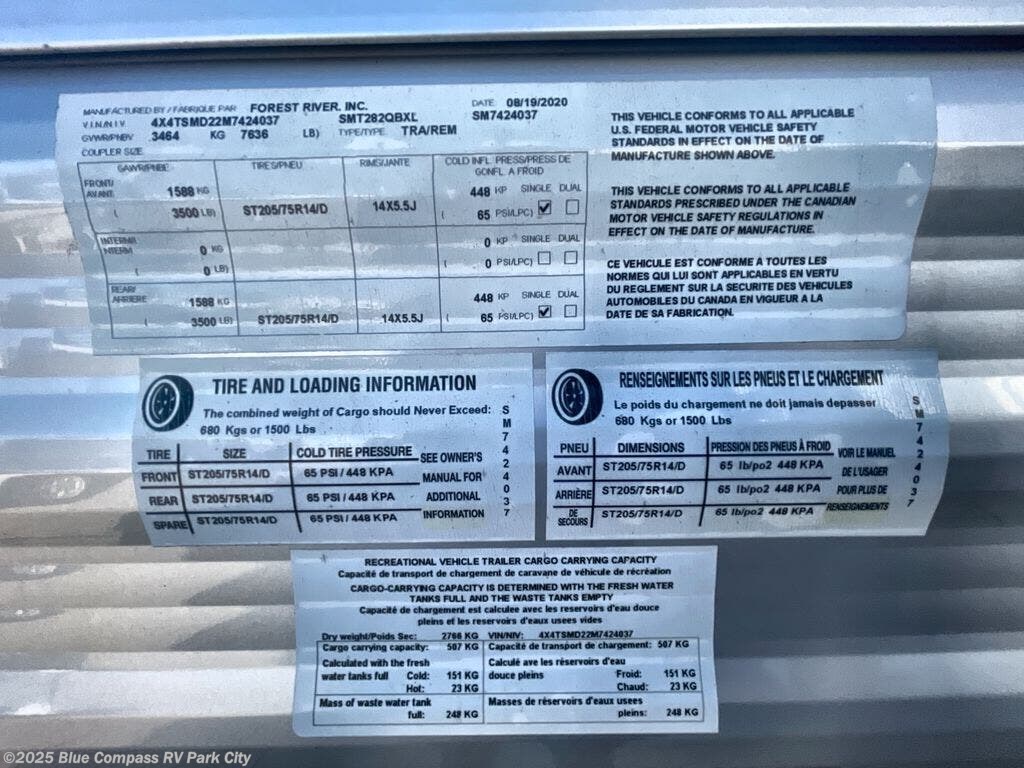 MANUFACTURED BY / FABRIQUE PAR FOREST RIVER, INC. DATE 08/19/2020
V.I.N/N.I.V. 4X4TSMD22M7424037 SMT282QBXL SM7424037
GVWR/PNBV 3464 KG 7636 LB) TYPE/TYPE TRA/REM
COUPLER SIZE
GAWR/PNBE TIRES/PNEU RIMS/JANTE COLD INFL. PRESS/PRESS DE
GONFL. A FROID
FRONT/
AVANT 1588 KG 448 KP SINGLE DUAL
( 3500 LB) ST205/75R14/D 14X5.5J ( 65 PSI/LPC)
INTERM/
INTERM 0 KG 0 KP SINGLE DUAL
( 0 LB) ( 0 PSI/LPC)
REAR/
ARRIERE 1588 KG 448 KP SINGLE DUAL
( 3500 LB) ST205/75R14/D 14X5.5J ( 65 PSI/LPC)
THIS VEHICLE CONFORMS TO ALL APPLICABLE
U.S. FEDERAL MOTOR VEHICLE SAFETY
STANDARDS IN EFFECT ON THE DATE OF
MANUFACTURE SHOWN ABOVE.
THIS VEHICLE CONFORMS TO ALL APPLICABLE
STANDARDS PRESCRIBED UNDER THE CANADIAN
MOTOR VEHICLE SAFETY REGULATIONS IN
EFFECT ON THE DATE OF MANUFACTURE.
CE VEHICULE EST CONFORME A TOUTES LES
NORMES QUI LUI SONT APPLICABLES EN VERTU
DU REGLEMENT SUR LA SECURITE DES VEHICULES
AUTOMOBILES DU CANADA EN VIGUEUR A LA
DATE DE SA FABRICATION.
TIRE AND LOADING INFORMATION
The combined weight of Cargo should Never Exceed:
680 Kgs or 1500 Lbs
TIRE SIZE COLD TIRE PRESSURE SEE OWNER'S
FRONT ST205/75R14/D 65 PSI / 448 KPA MANUAL FOR
REAR ST205/75R14/D 65 PSI / 448 KPA ADDITIONAL
SPARE ST205/75R14/D 65 PSI / 448 KPA INFORMATION
SM7424037
RENSEIGNEMENTS SUR LES PNEUS ET LE CHARGEMENT
Le poids du chargement ne doit jamais depasser
680 Kgs or 1500 Lbs
PNEU DIMENSIONS PRESSION DES PNEUS À FROID VOIR LE MANUEL
AVANT ST205/75R14/D 65 lb/po2 448 KPA DE L'USAGER
ARRIÈRE ST205/75R14/D 65 lb/po2 448 KPA POUR PLUS DE
DE
SECOURS ST205/75R14/D 65 lb/po2 448 KPA RENSEIGNEMENTS
SM7424037
RECREATIONAL VEHICLE TRAILER CARGO CARRYING CAPACITY
Capacité de transport de chargement de caravane de véhicule de récréation
CARGO-CARRYING CAPACITY IS DETERMINED WITH THE FRESH WATER
TANKS FULL AND THE WASTE TANKS EMPTY
Capacité de chargement est calculee avec les reservoirs d'eau douce
pleins et les reservoirs d'eaux usees vides
Dry weight/Poids Sec: 2766 KG VIN/NIV: 4X4TSMD22M7424037
Cargo carrying capacity: 507 KG Capacité de transport de chargement: 507 KG
Calculated with the fresh Calculé ave les réservoirs d'eau
water tanks full Cold: 151 KG douce pleins Froid: 151 KG
Hot: 23 KG Chaud: 23 KG
Mass of waste water tank Masses de réservoirs d'eaux usees
full: 248 KG pleins: 248 KG
©2025 Blue Compass RV Park City